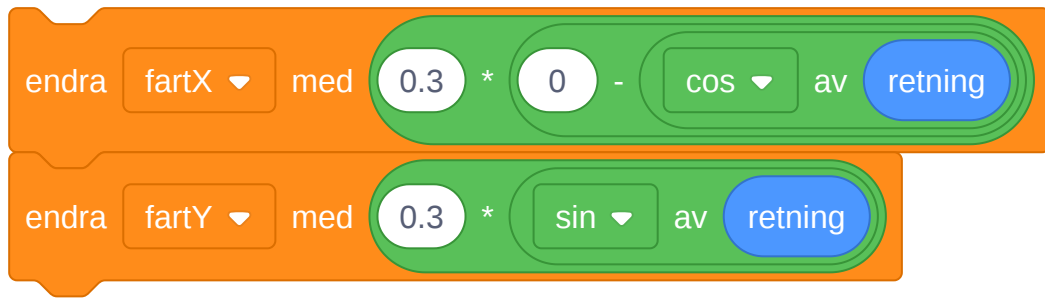 endra fartX med 0.3 * 0 - cos av retning
endra fartY med 0.3 * sin av retning